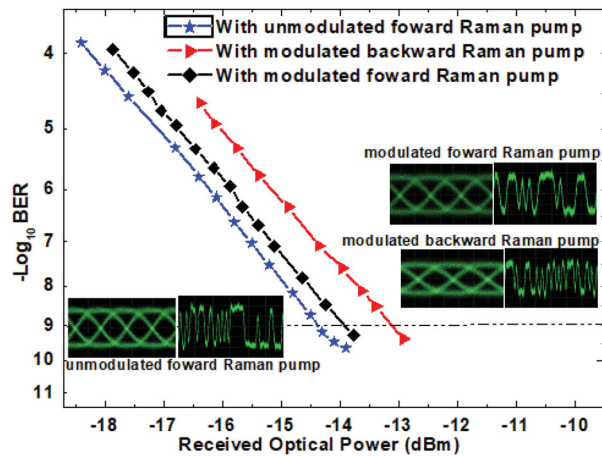 With unmodulated foward Raman pump
With modulated backward Raman pump
With modulated foward Raman pump
4
5
6
7
8
9
10
11
-Log10 BER
modulated foward Raman pump
modulated backward Raman pump
unmodulated foward Raman pump
-18 -17 -16 -15 -14 -13 -12 -11 -10
Received Optical Power (dBm)